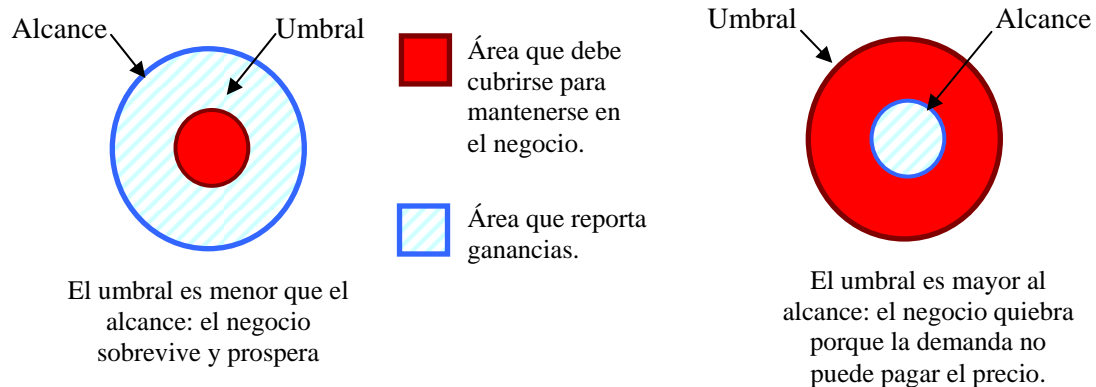 Alcance
Umbral
El umbral es menor que el
alcance: el negocio
sobrevive y prospera
Área que debe
cubrirse para
mantenerse en
el negocio.
Área que reporta
ganancias.
Umbral
Alcance
El umbral es mayor al
alcance: el negocio quiebra
porque la demanda no
puede pagar el precio.